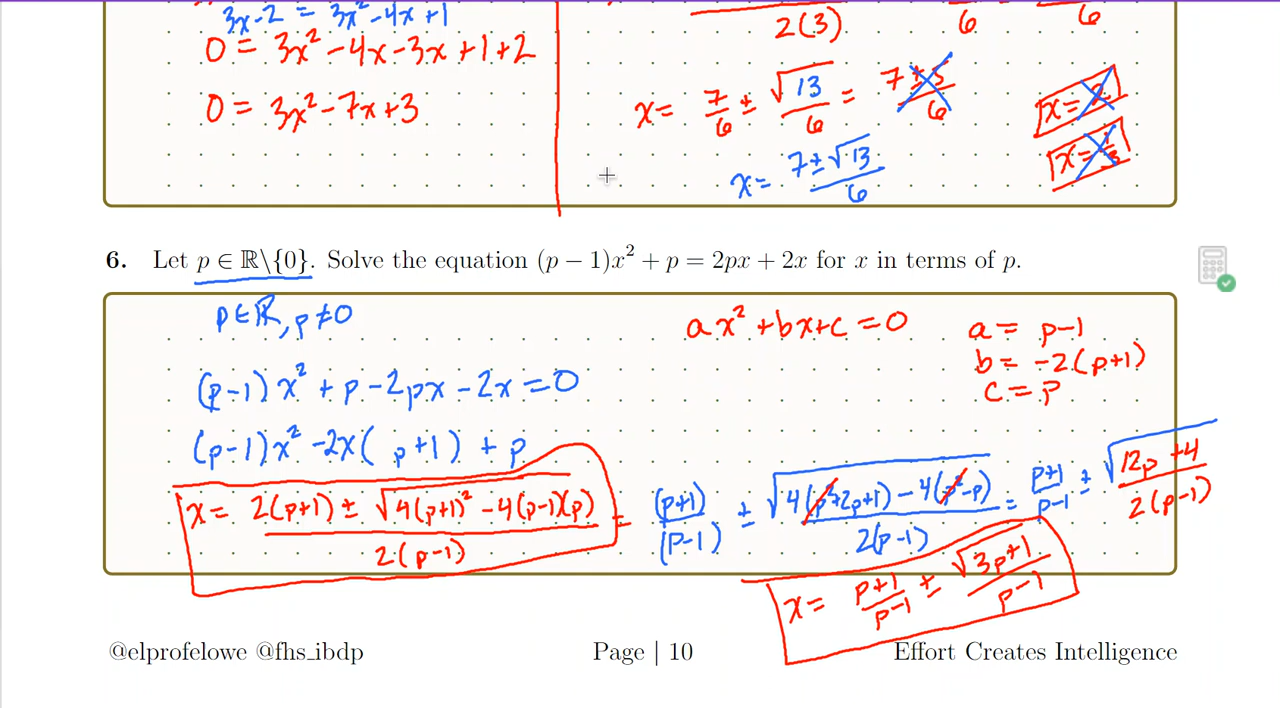 3x-2 = 3x²-4x+1
0 = 3x²-4x-3x+1+2
0 = 3x²-7x+3
2(3)
6
6
x = 7/6 ± √13/6 = 7±5/6
x = 7±√13/6
x = 2
x = 1/3
6. Let p ∈ ℝ\{0}. Solve the equation (p − 1)x² + p = 2px + 2x for x in terms of p.
p∈ℝ, p≠0
ax²+bx+c=0
a = p-1
b = -2(p+1)
c = p
(p-1)x² + p - 2px - 2x = 0
(p-1)x² - 2x(p+1) + p
x = 2(p+1) ± √4(p+1)² - 4(p-1)(p) / 2(p-1) = (p+1)/(p-1) ± √4(p²+2p+1) - 4(p²-p) / 2(p-1) = p+1/p-1 ± √12p+4 / 2(p-1)
x = p+1/p-1 ± √3p+1 / p-1
@elprofelowe @fhs_ibdp
Page | 10
Effort Creates Intelligence